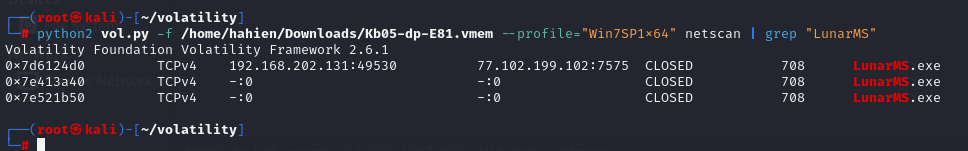 ┌──(root㉿kali)-[~/volatility]
└─# python2 vol.py -f /home/hahien/Downloads/Kb05-dp-E81.vmem --profile="Win7SP1×64" netscan | grep "LunarMS"
Volatility Foundation Volatility Framework 2.6.1
0×7d6124d0 TCPv4 192.168.202.131:49530 77.102.199.102:7575 CLOSED 708 LunarMS.exe
0×7e413a40 TCPv4 -:0 -:0 CLOSED 708 LunarMS.exe
0×7e521b50 TCPv4 -:0 -:0 CLOSED 708 LunarMS.exe
┌──(root㉿kali)-[~/volatility]
└─#